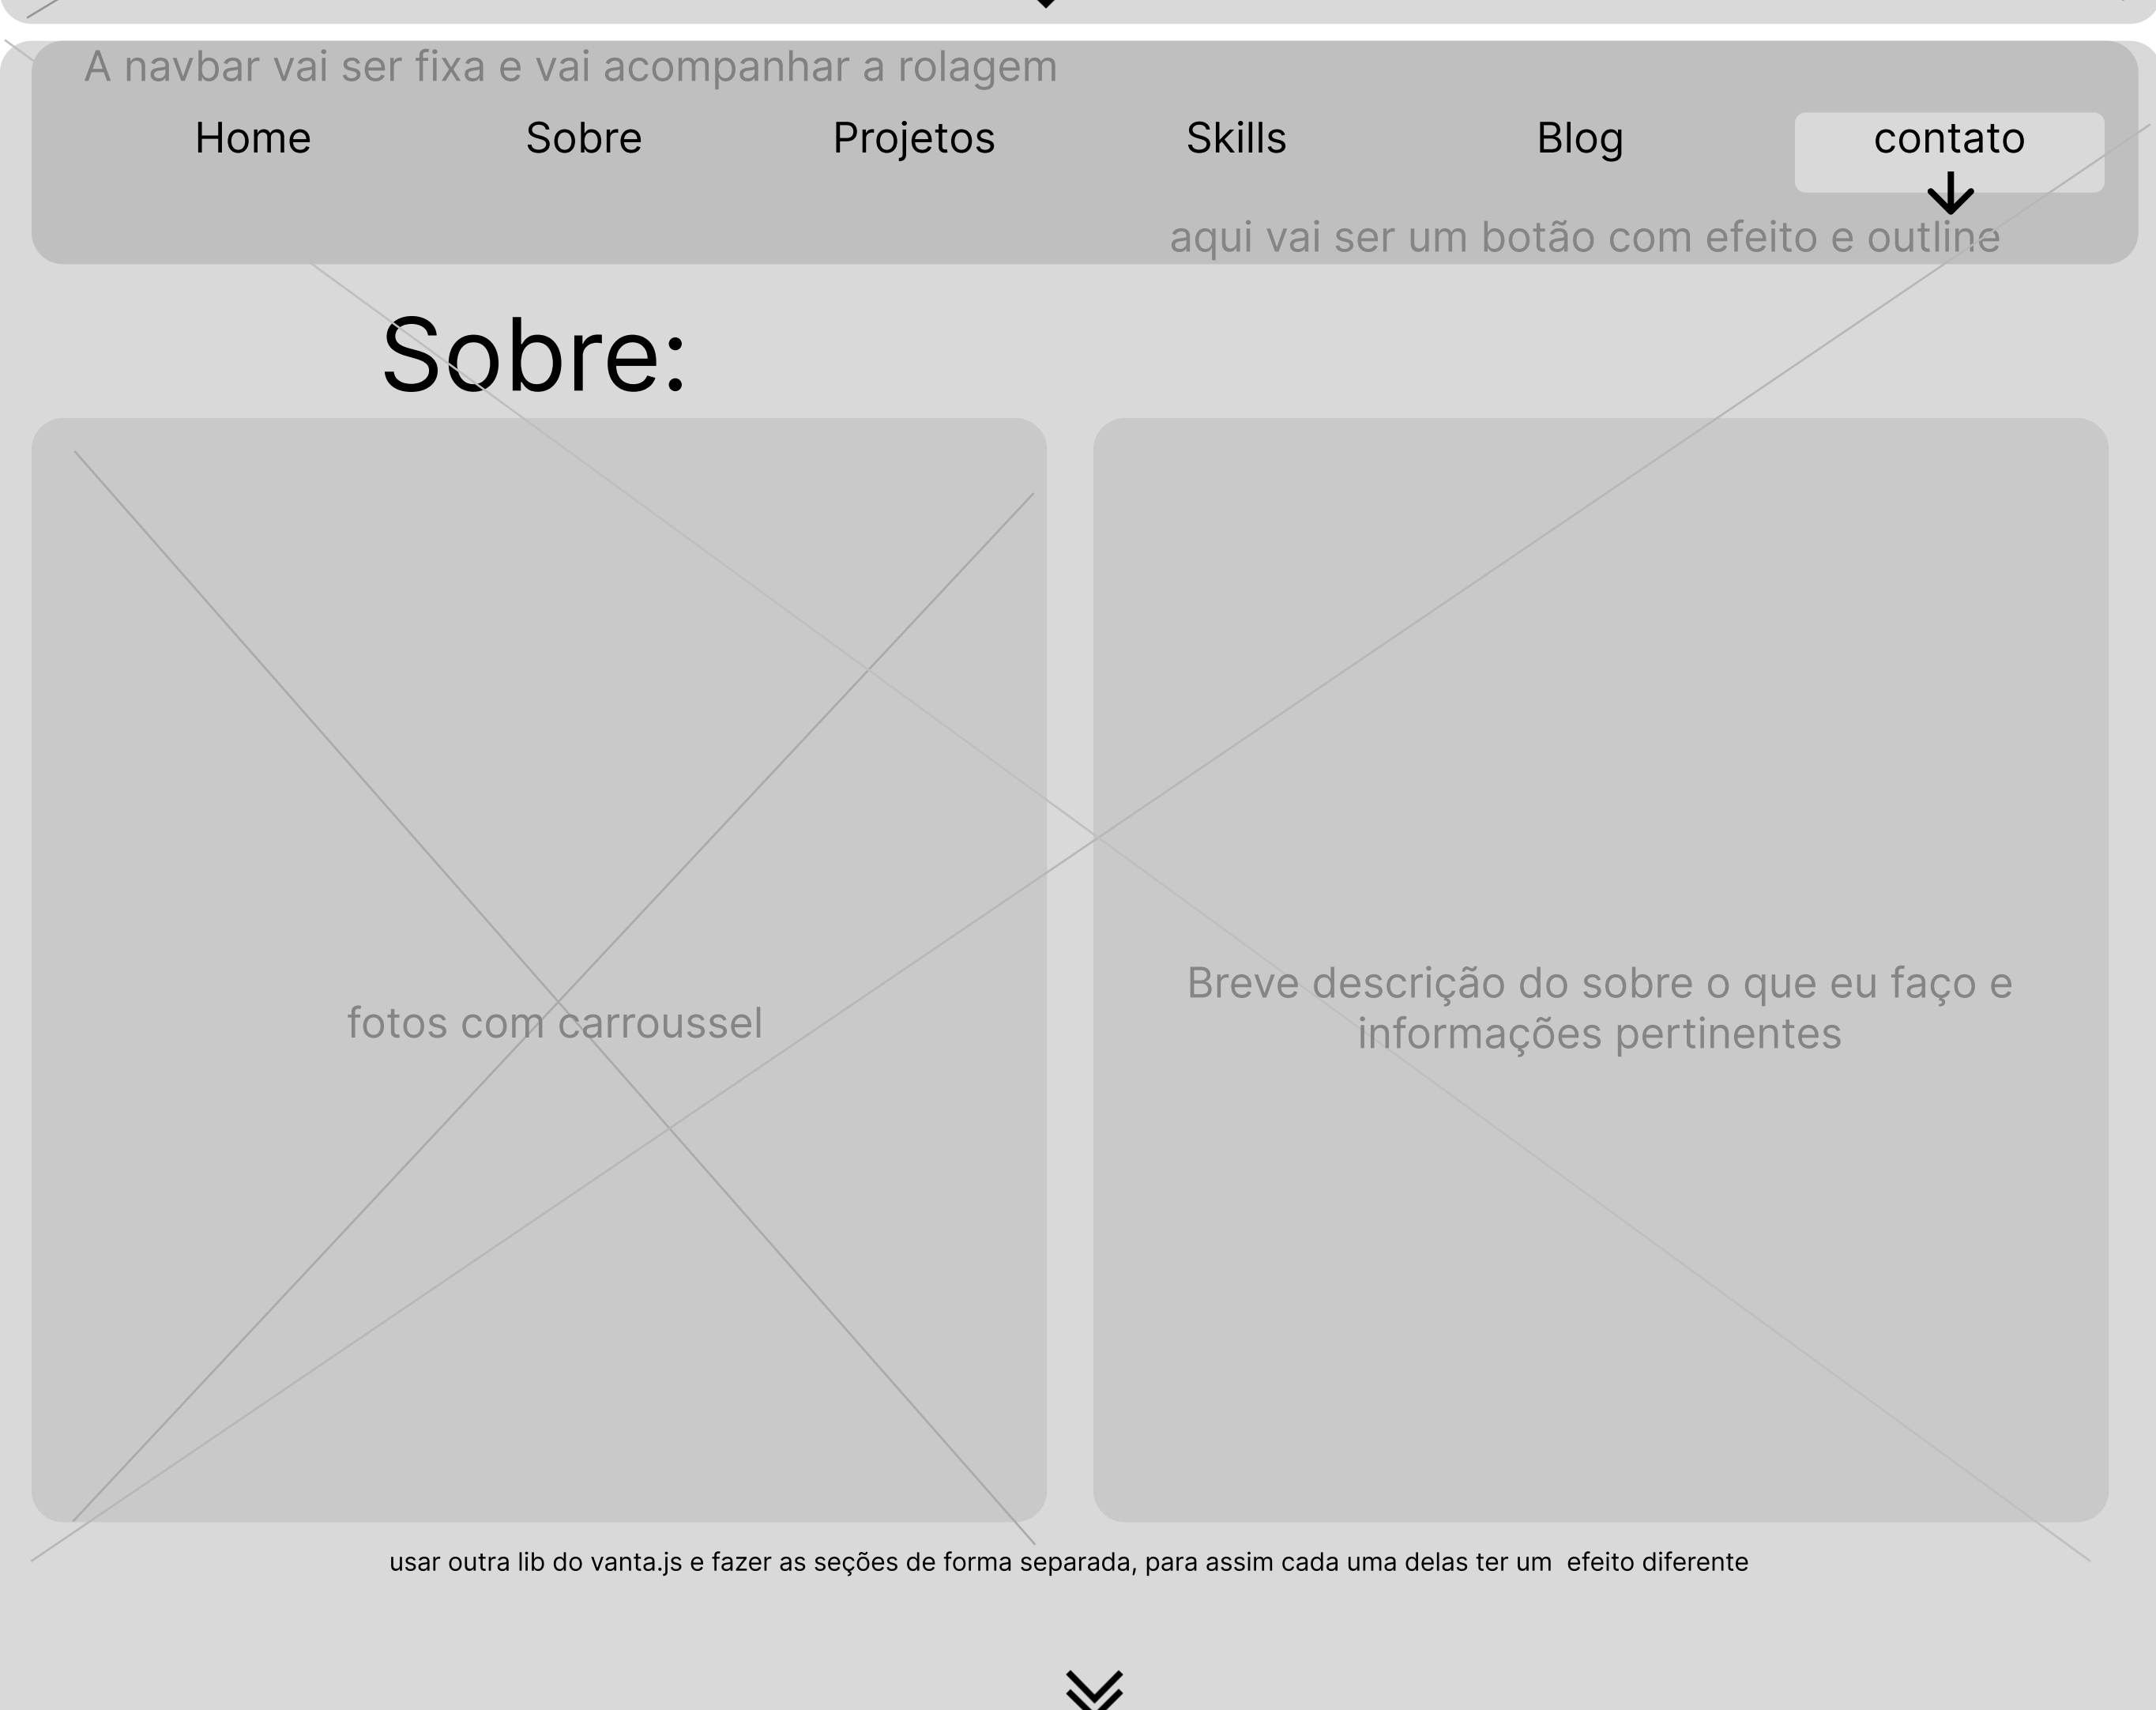 A navbar vai ser fixa e vai acompanhar a rolagem
Home Sobre Projetos Skills Blog contato
aqui vai ser um botão com efeito e outline
Sobre:
fotos com carrossel
Breve descrição do sobre o que eu faço e
informações pertinentes
usar outra lib do vanta.js e fazer as seções de forma separada, para assim cada uma delas ter um efeito diferente